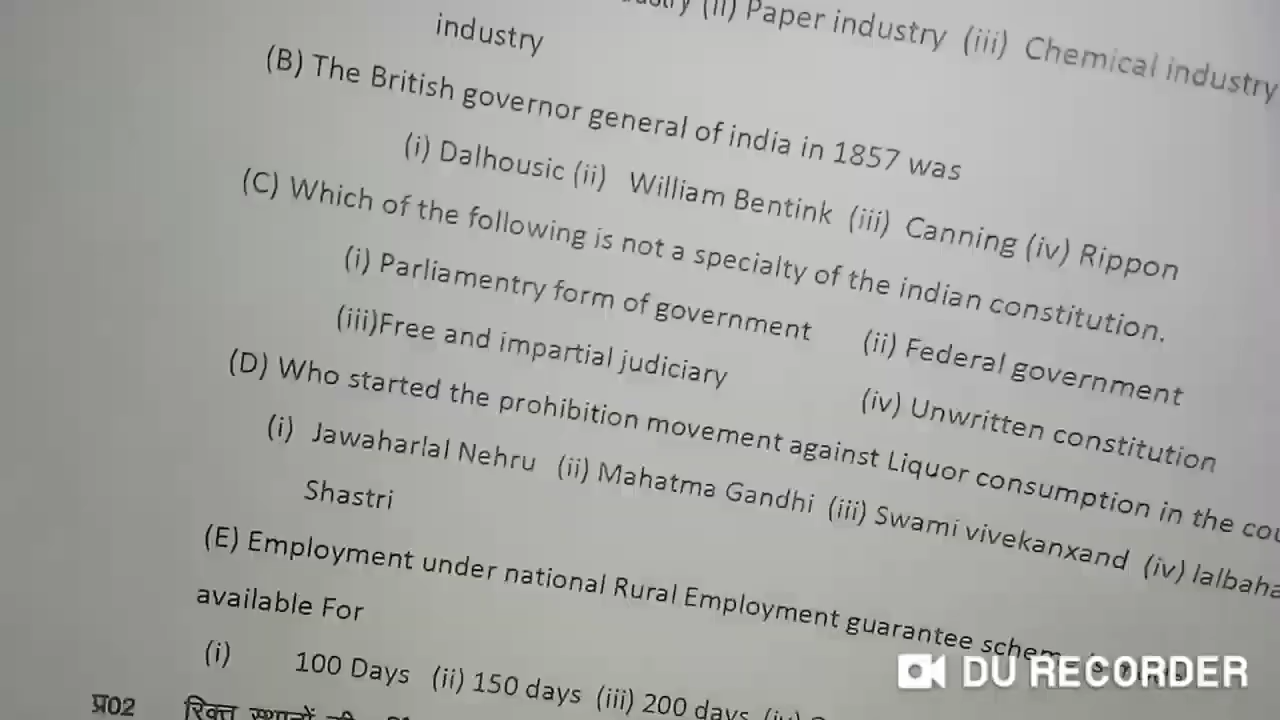 (ii) Paper industry (iii) Chemical industry
industry
(B) The British governor general of india in 1857 was
(i) Dalhousic (ii) William Bentink (iii) Canning (iv) Rippon
(C) Which of the following is not a specialty of the indian constitution.
(i) Parliamentry form of government (ii) Federal government
(iii)Free and impartial judiciary (iv) Unwritten constitution
(D) Who started the prohibition movement against Liquor consumption in the
(i) Jawaharlal Nehru (ii) Mahatma Gandhi (iii) Swami vivekanxand (iv) lalbaha
Shastri
(E) Employment under national Rural Employment guarantee scheme
available For
(i) 100 Days (ii) 150 days (iii) 200 days
प्र02 रिक्त स्थानों
DU RECORDER